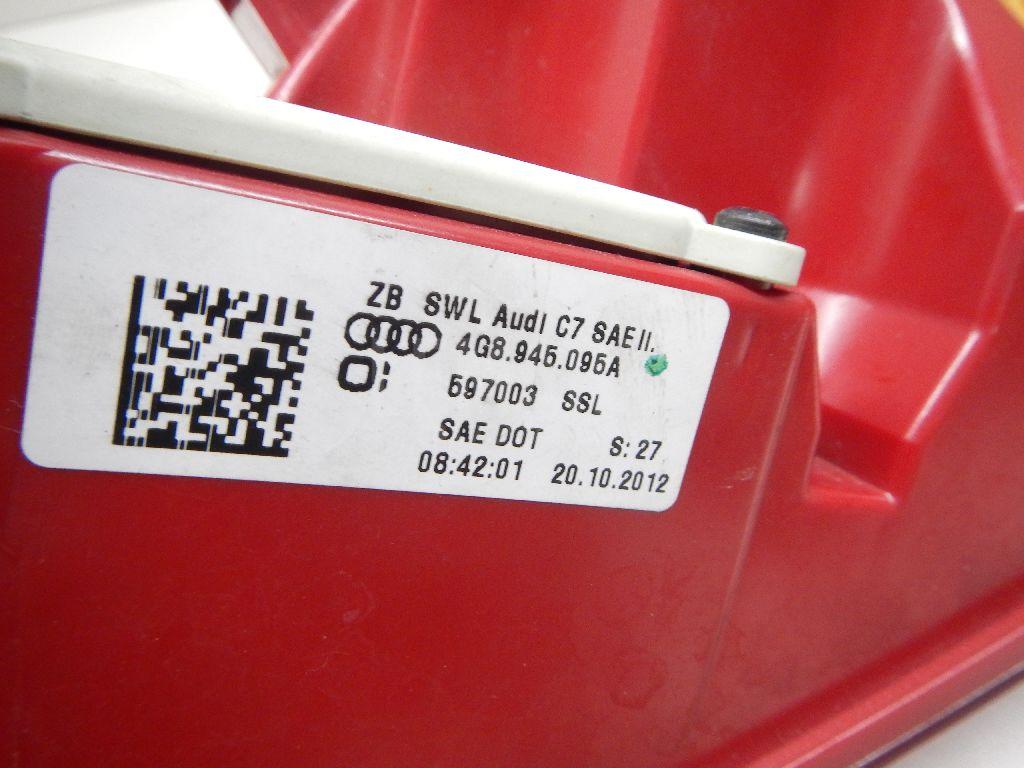 ZB SWL Audi C7 SAE II.
4G8.945.095A
597003 SSL
SAE DOT S: 27
08:42:01 20.10.2012